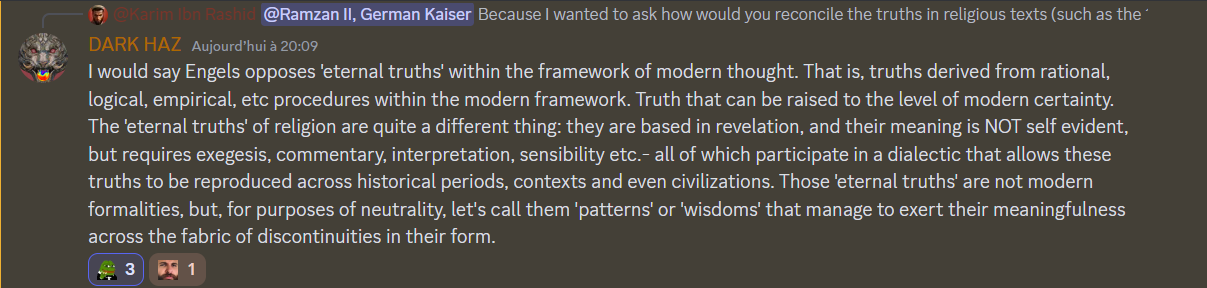 @Karim Ibn Rashid @Ramzan II, German Kaiser Because I wanted to ask how would you reconcile the truths in religious texts (such as the
DARK HAZ Aujourd'hui à 20:09
I would say Engels opposes 'eternal truths' within the framework of modern thought. That is, truths derived from rational,
logical, empirical, etc procedures within the modern framework. Truth that can be raised to the level of modern certainty.
The 'eternal truths' of religion are quite a different thing: they are based in revelation, and their meaning is NOT self evident,
but requires exegesis, commentary, interpretation, sensibility etc.- all of which participate in a dialectic that allows these
truths to be reproduced across historical periods, contexts and even civilizations. Those 'eternal truths' are not modern
formalities, but, for purposes of neutrality, let's call them 'patterns' or 'wisdoms' that manage to exert their meaningfulness
across the fabric of discontinuities in their form.
3 1